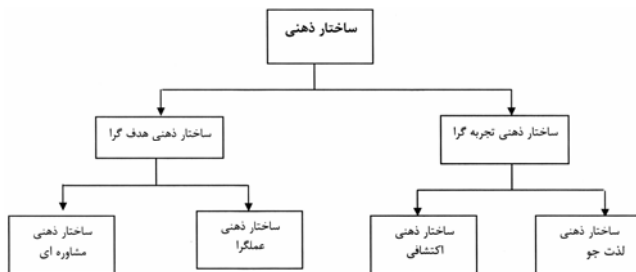 ساختار ذهنی
ساختار ذهنی تجربه گرا
ساختار ذهنی هدف گرا
ساختار ذهنی
لذت جو
ساختار ذهنی
اکتشافی
ساختار ذهنی
عملگرا
ساختار ذهنی
مشاوره ای